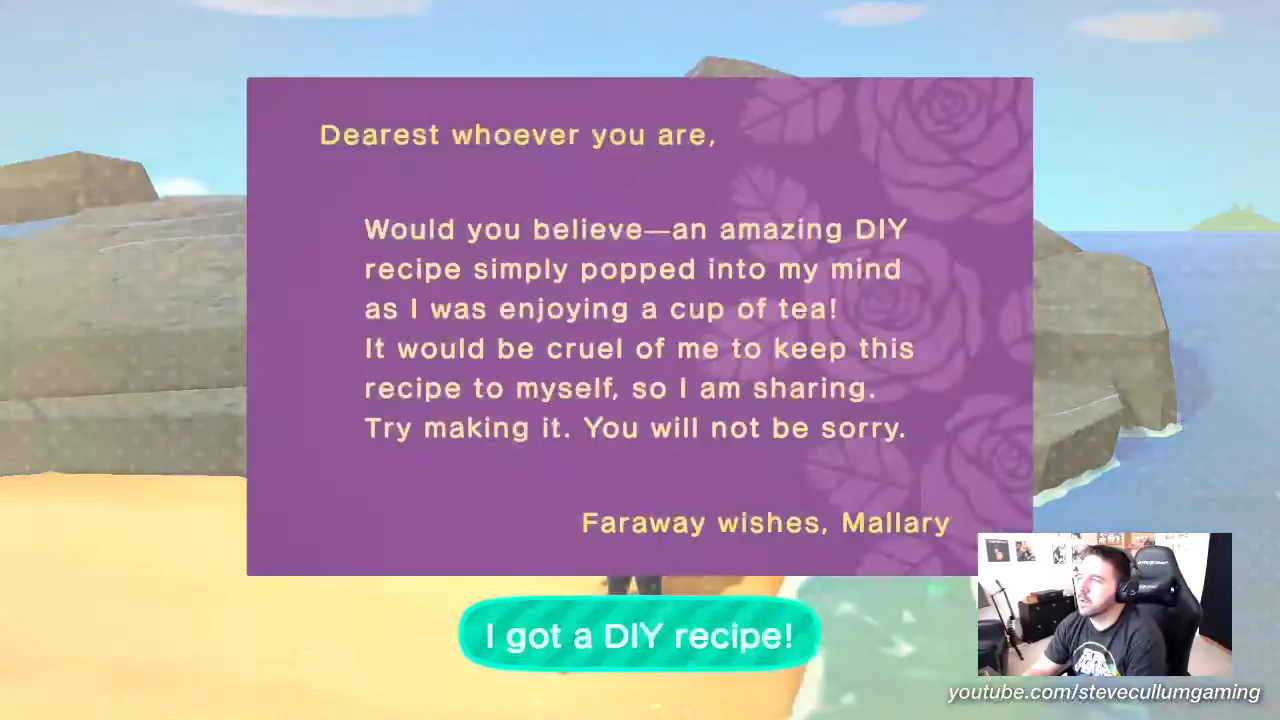 Dearest whoever you are,
Would you believe—an amazing DIY
recipe simply popped into my mind
as I was enjoying a cup of tea!
It would be cruel of me to keep this
recipe to myself, so I am sharing.
Try making it. You will not be sorry.
Faraway wishes, Mallary
I got a DIY recipe!
youtube.com/stevecullumgaming